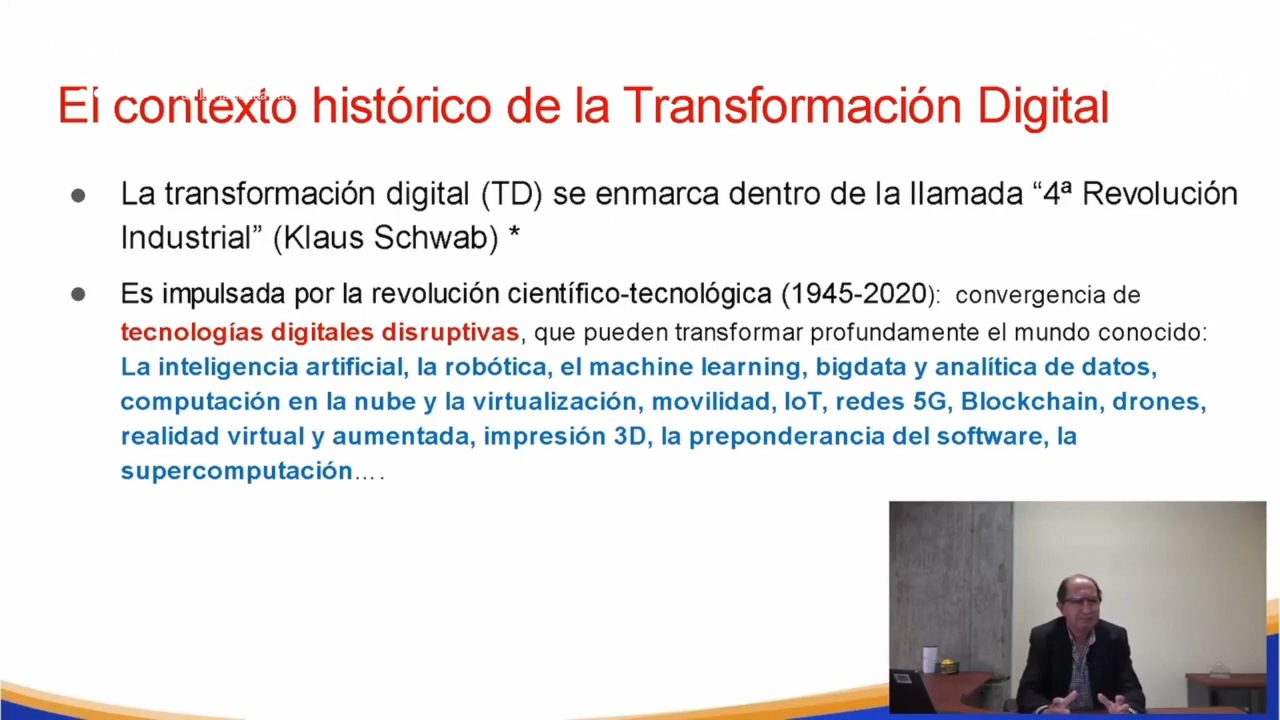 El contexto histórico de la Transformación Digital
La transformación digital (TD) se enmarca dentro de la llamada “4ª Revolución
Industrial” (Klaus Schwab) *
Es impulsada por la revolución científico-tecnológica (1945-2020): convergencia de
tecnologías digitales disruptivas, que pueden transformar profundamente el mundo conocido:
La inteligencia artificial, la robótica, el machine learning, bigdata y analítica de datos,
computación en la nube y la virtualización, movilidad, IoT, redes 5G, Blockchain, drones,
realidad virtual y aumentada, impresión 3D, la preponderancia del software, la
supercomputación….